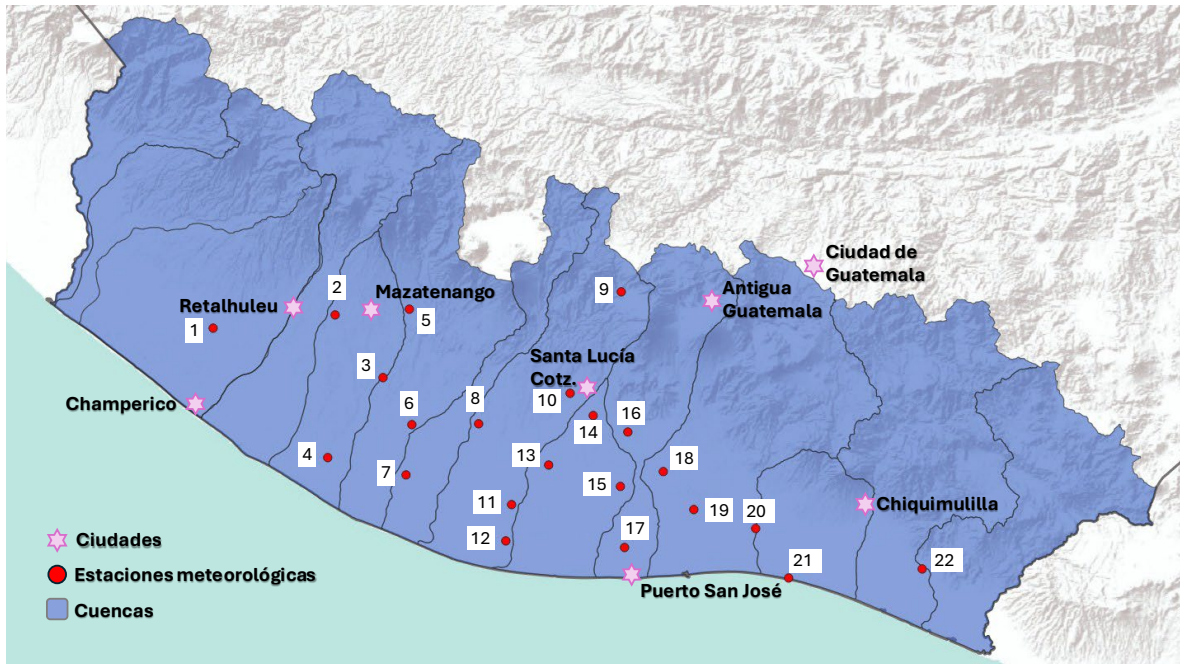 Ciudad de
Guatemala
2
9
Retalhuleu
Mazatenango
Antigua
Guatemala
1
5
Santa Lucía
Cotz.
3
Champerico
10
6
8
16
14
4
13
18
7
15
11
19
20
Chiquimulilla
12
17
21
22
Ciudades
Estaciones meteorológicas
Puerto San José
Cuencas